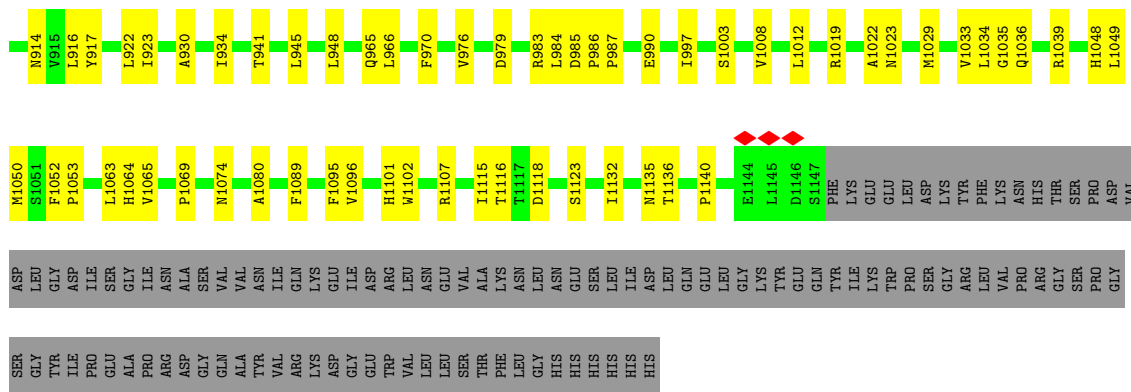 N914 V915 L916 Y917 L922 I923 A930 I934 T941 L945 L948 Q965 L966 F970 V976 D979 R983 L984 D985 P986 P987 E990 I997 S1003 V1008 L1012 R1019 A1022 N1023 M1029 V1033 L1034 G1035 Q1036 R1039 H1048 L1049
M1050 S1051 F1052 P1053 L1063 H1064 V1065 P1069 N1074 A1080 F1089 F1095 V1096 H1101 W1102 R1107 I1115 T1116 T1117 D1118 S1123 I1132 N1135 T1136 P1140 E1144 L1145 D1146 S1147 PHE LYS GLU GLU LEU ASP LYS TYR PHE LYS ASN HIS THR SER PRO ASP VAL
ASP LEU GLY ASP ILE SER GLY ILE ASN ALA SER VAL VAL ASN ILE GLN LYS GLU ILE ASP ARG LEU ASN GLU VAL ALA LYS ASN LEU ASN GLU SER LEU ILE ASP LEU GLN GLU LEU GLY LYS TYR GLU GLN TYR ILE LYS TRP PRO SER GLY ARG LEU VAL PRO ARG GLY SER PRO GLY
SER GLY TYR ILE PRO GLU ALA PRO ARG ASP GLY GLN ALA TYR VAL ARG LYS ASP GLY GLU TRP VAL LEU LEU SER THR PHE LEU GLY HIS HIS HIS HIS HIS HIS